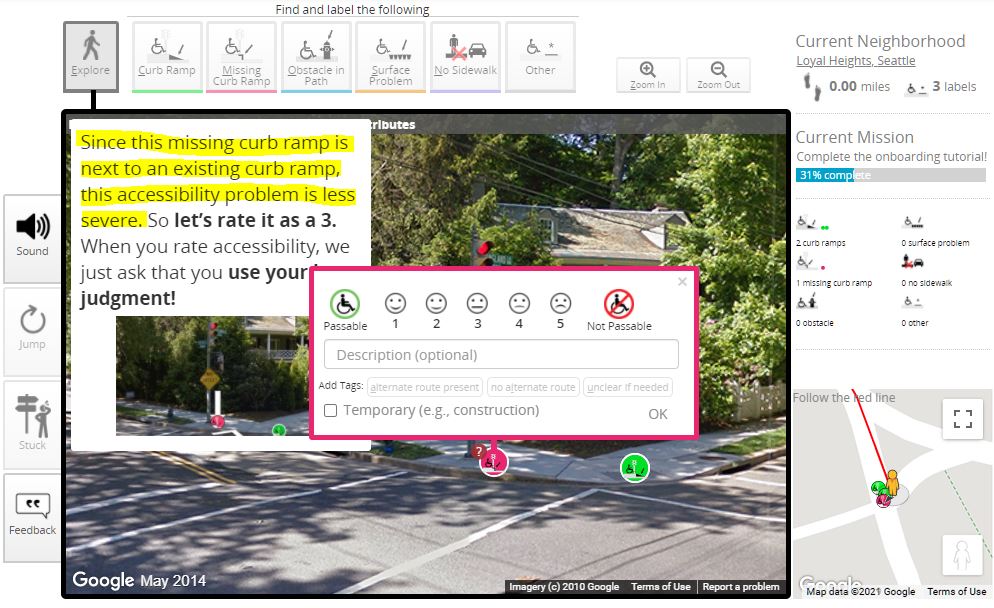 Find and label the following
Explore
Curb Ramp
Missing
Curb Ramp
Obstacle in
Path
Surface
Problem
No Sidewalk
Other
Zoom In
Zoom Out
Current Neighborhood
Loyal Heights, Seattle
0.00 miles
3 labels
Current Mission
Complete the onboarding tutorial!
31% complete
2 curb ramps
0 surface problem
1 missing curb ramp
0 no sidewalk
0 obstacle
0 other
Sound
Jump
Stuck
Feedback
tributes
Since this missing curb ramp is
next to an existing curb ramp,
this accessibility problem is less
severe. So let's rate it as a 3.
When you rate accessibility, we
just ask that you use your
judgment!
Passable
1
2
3
4
5
Not Passable
Description (optional)
Add Tags:
alternate route present
no alternate route
unclear if needed
Temporary (e.g., construction)
OK
?
Google May 2014
Imagery (c) 2010 Google
Terms of Use
Report a problem
Follow the red line
Google
Map data ©2021 Google
Terms of Use